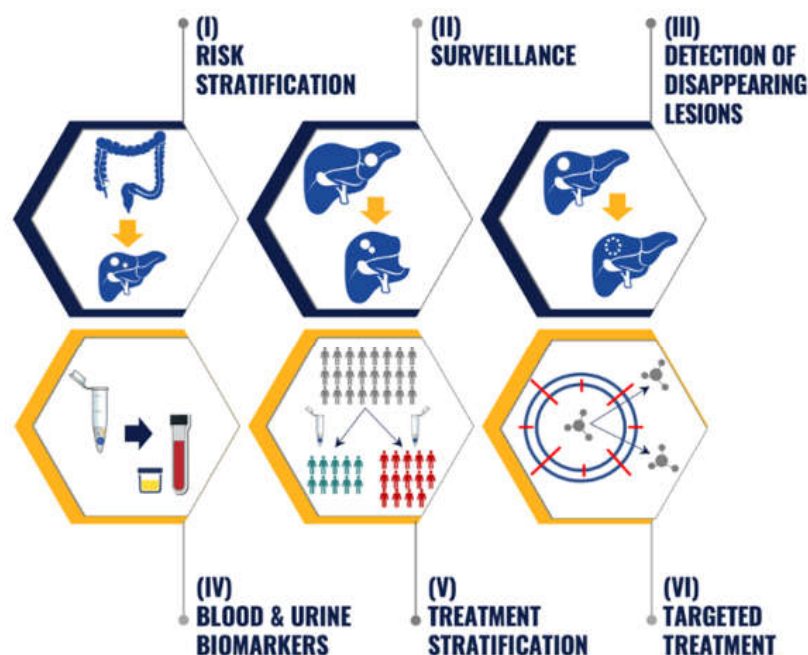 (I)
RISK
STRATIFICATION
(II)
SURVEILLANCE
(III)
DETECTION OF
DISAPPEARING
LESIONS
(IV)
BLOOD & URINE
BIOMARKERS
(V)
TREATMENT
STRATIFICATION
(VI)
TARGETED
TREATMENT